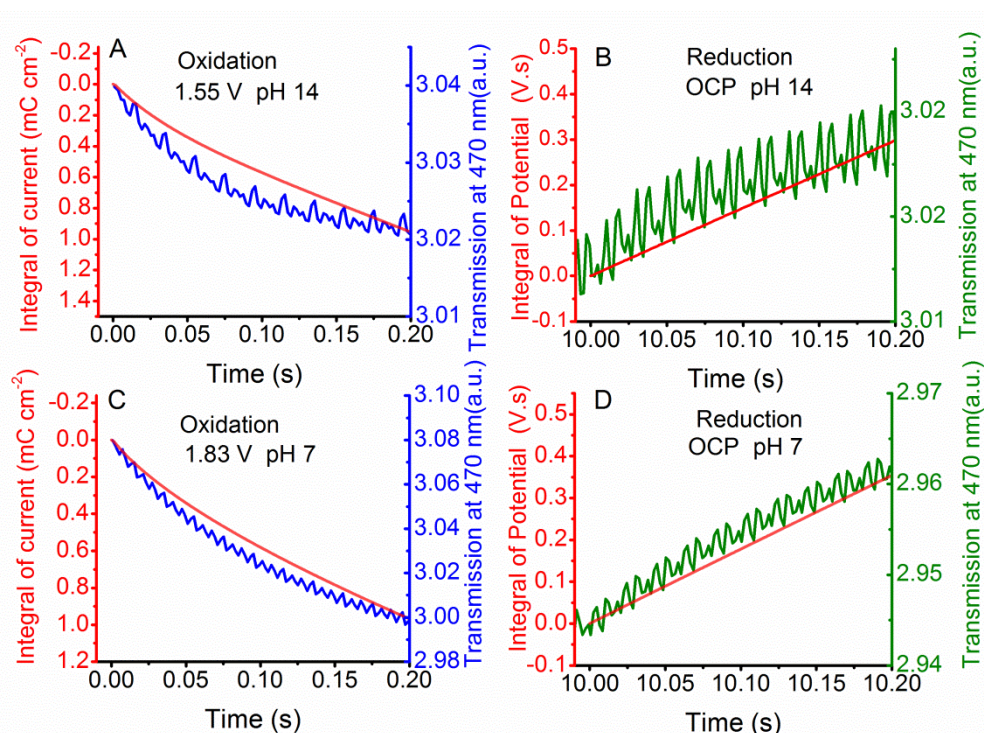 A
Oxidation
1.55 V pH 14
Integral of current (mC cm-2)
-0.2
0.0
0.2
0.4
0.6
0.8
1.0
1.2
1.4
Transmission at 470 nm(a.u.)
3.04
3.03
3.02
3.01
0.00 0.05 0.10 0.15 0.20
Time (s)
B
Reduction
OCP pH 14
Integral of Potential (V.s)
0.5
0.4
0.3
0.2
0.1
0.0
-0.1
Transmission at 470 nm(a.u.)
3.02
3.02
3.01
10.00 10.05 10.10 10.15 10.20
Time (s)
C
Oxidation
1.83 V pH 7
Integral of current (mC cm-2)
-0.2
0.0
0.2
0.4
0.6
0.8
1.0
1.2
Transmission at 470 nm(a.u.)
3.10
3.08
3.06
3.04
3.02
3.00
2.98
0.00 0.05 0.10 0.15 0.20
Time (s)
D
Reduction
OCP pH 7
Integral of Potential (V.s)
0.5
0.4
0.3
0.2
0.1
0.0
-0.1
Transmission at 470 nm(a.u.)
2.97
2.96
2.95
2.94
10.00 10.05 10.10 10.15 10.20
Time (s)